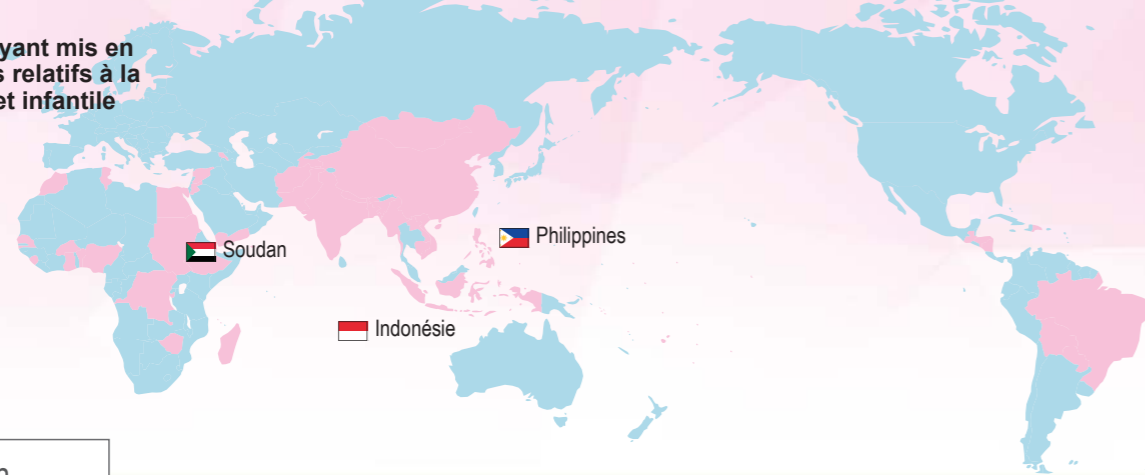 yant mis en
s relatifs à la
et infantile
Soudan
Philippines
Indonésie